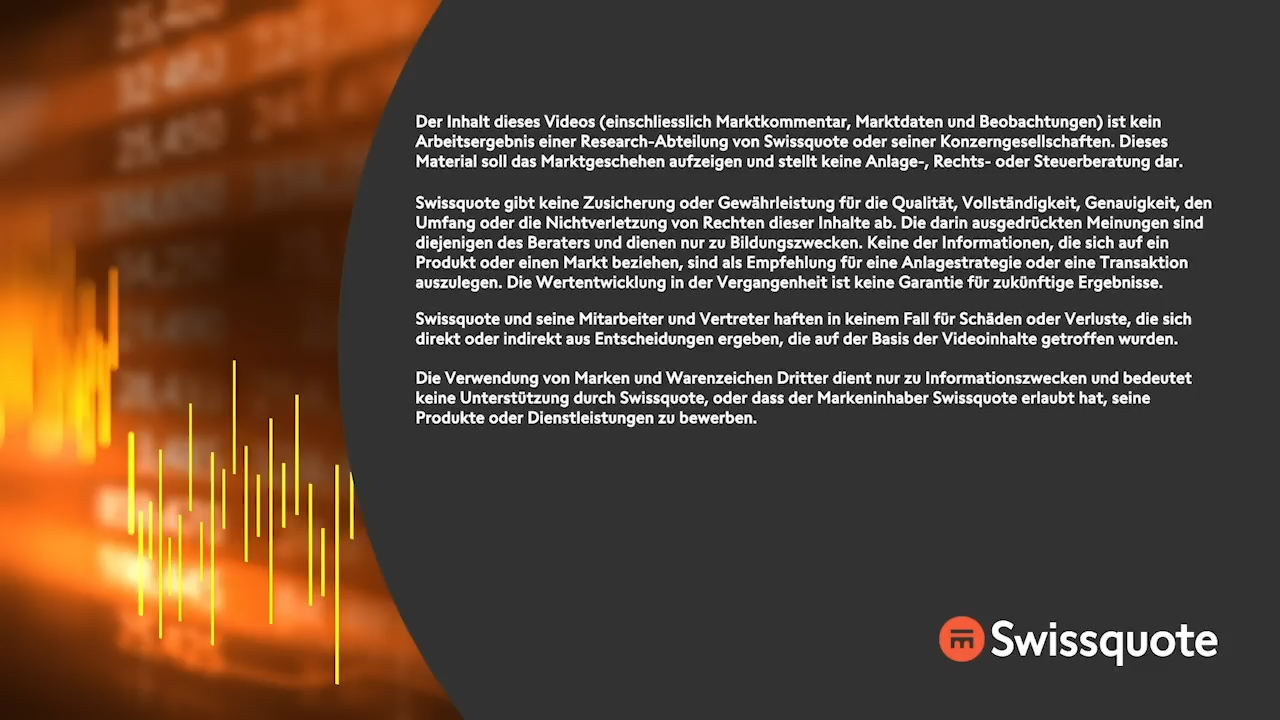 Der Inhalt dieses Videos (einschliesslich Marktkommentar, Marktdaten und Beobachtungen) ist kein
Arbeitsergebnis einer Research-Abteilung von Swissquote oder seiner Konzerngesellschaften. Dieses
Material soll das Marktgeschehen aufzeigen und stellt keine Anlage-, Rechts- oder Steuerberatung dar.
Swissquote gibt keine Zusicherung oder Gewährleistung für die Qualität, Vollständigkeit, Genauigkeit, den
Umfang oder die Nichtverletzung von Rechten dieser Inhalte ab. Die darin ausgedrückten Meinungen sind
diejenigen des Beraters und dienen nur zu Bildungszwecken. Keine der Informationen, die sich auf ein
Produkt oder einen Markt beziehen, sind als Empfehlung für eine Anlagestrategie oder eine Transaktion
auszulegen. Die Wertentwicklung in der Vergangenheit ist keine Garantie für zukünftige Ergebnisse.
Swissquote und seine Mitarbeiter und Vertreter haften in keinem Fall für Schäden oder Verluste, die sich
direkt oder indirekt aus Entscheidungen ergeben, die auf der Basis der Videoinhalte getroffen wurden.
Die Verwendung von Marken und Warenzeichen Dritter dient nur zu Informationszwecken und bedeutet
keine Unterstützung durch Swissquote, oder dass der Markeninhaber Swissquote erlaubt hat, seine
Produkte oder Dienstleistungen zu bewerben.
Swissquote